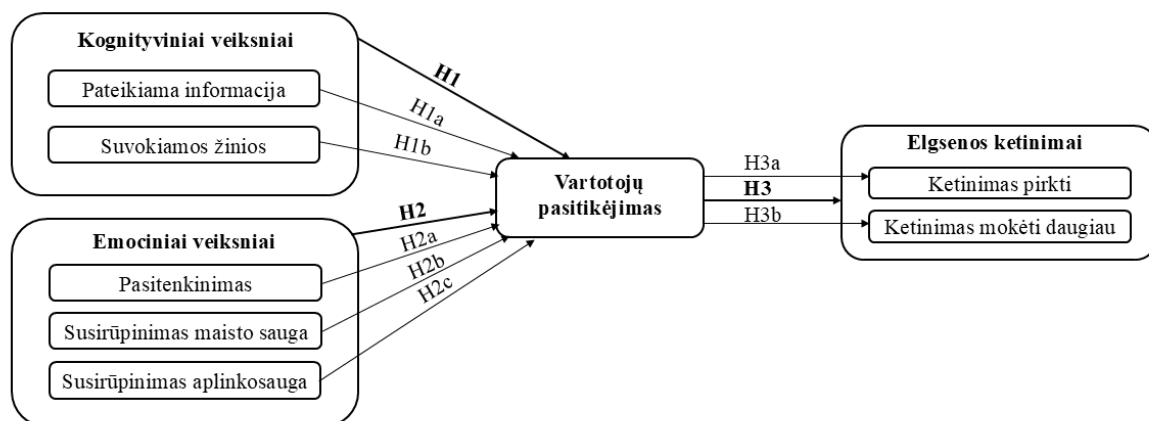 Kognityviniai veiksniai
Pateikiama informacija
Suvokiamos žinios
H1
H1a
H1b
Emociniai veiksniai
Pasitenkinimas
Susirūpinimas maisto sauga
Susirūpinimas aplinkosauga
H2
H2a
H2b
H2c
Vartotojų
pasitikėjimas
H3a
H3
H3b
Elgsenos ketinimai
Ketinimas pirkti
Ketinimas mokėti daugiau